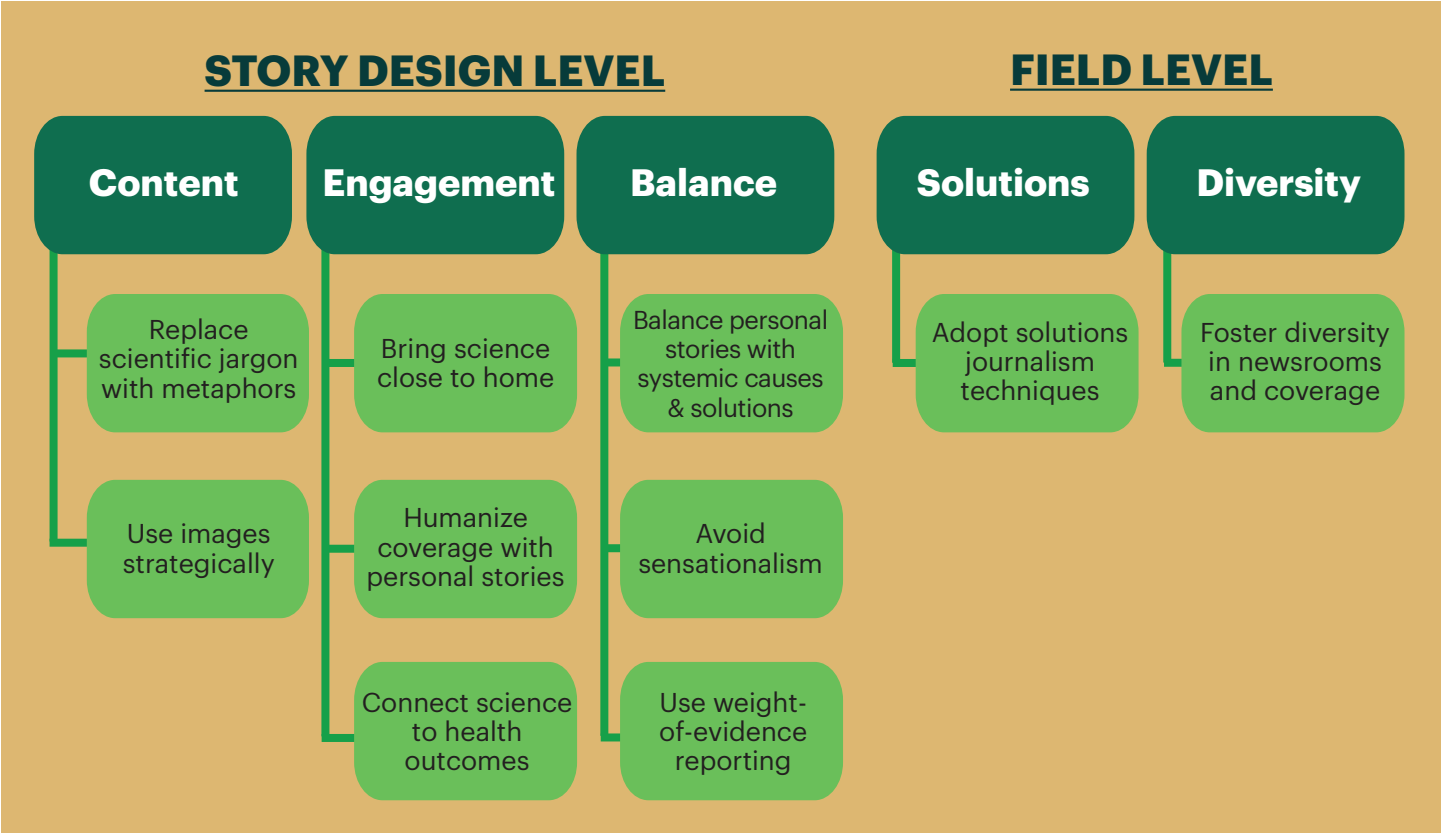 STORY DESIGN LEVEL
Content
Replace
scientific jargon
with metaphors
Use images
strategically
Engagement
Bring science
close to home
Humanize
coverage with
personal stories
Connect science
to health
outcomes
Balance
Balance personal
stories with
systemic causes
& solutions
Avoid
sensationalism
Use weight-
of-evidence
reporting
FIELD LEVEL
Solutions
Adopt solutions
journalism
techniques
Diversity
Foster diversity
in newsrooms
and coverage